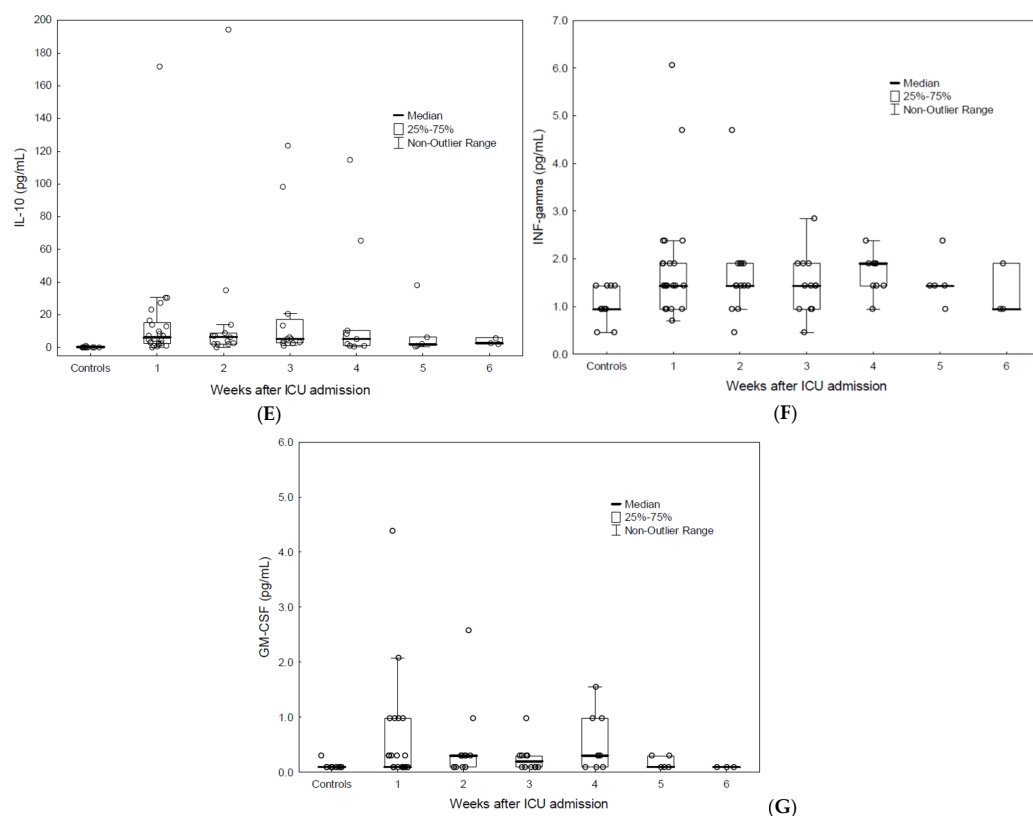 200
180
160
140
120
100
80
60
40
20
0
IL-10 (pg/mL)
Median
25%-75%
Non-Outlier Range
Controls 1 2 3 4 5 6
Weeks after ICU admission
(E)
7.0
6.0
5.0
4.0
3.0
2.0
1.0
0.0
INF-gamma (pg/mL)
Median
25%-75%
Non-Outlier Range
Controls 1 2 3 4 5 6
Weeks after ICU admission
(F)
6.0
5.0
4.0
3.0
2.0
1.0
0.0
GM-CSF (pg/mL)
Median
25%-75%
Non-Outlier Range
Controls 1 2 3 4 5 6
Weeks after ICU admission
(G)